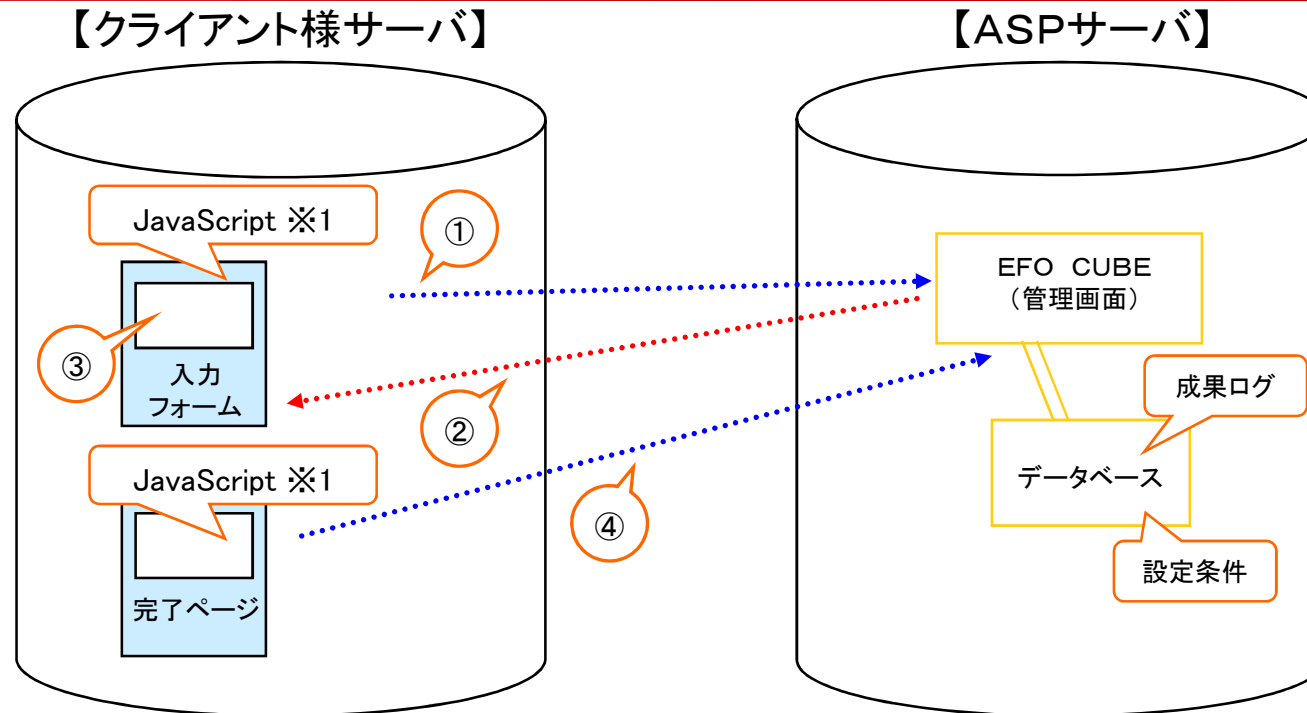 【クライアント様サーバ】
【ASPサーバ】
JavaScript ※1
①
EFO CUBE
（管理画面）
③
入力
フォーム
②
成果ログ
JavaScript ※1
データベース
④
設定条件
完了ページ